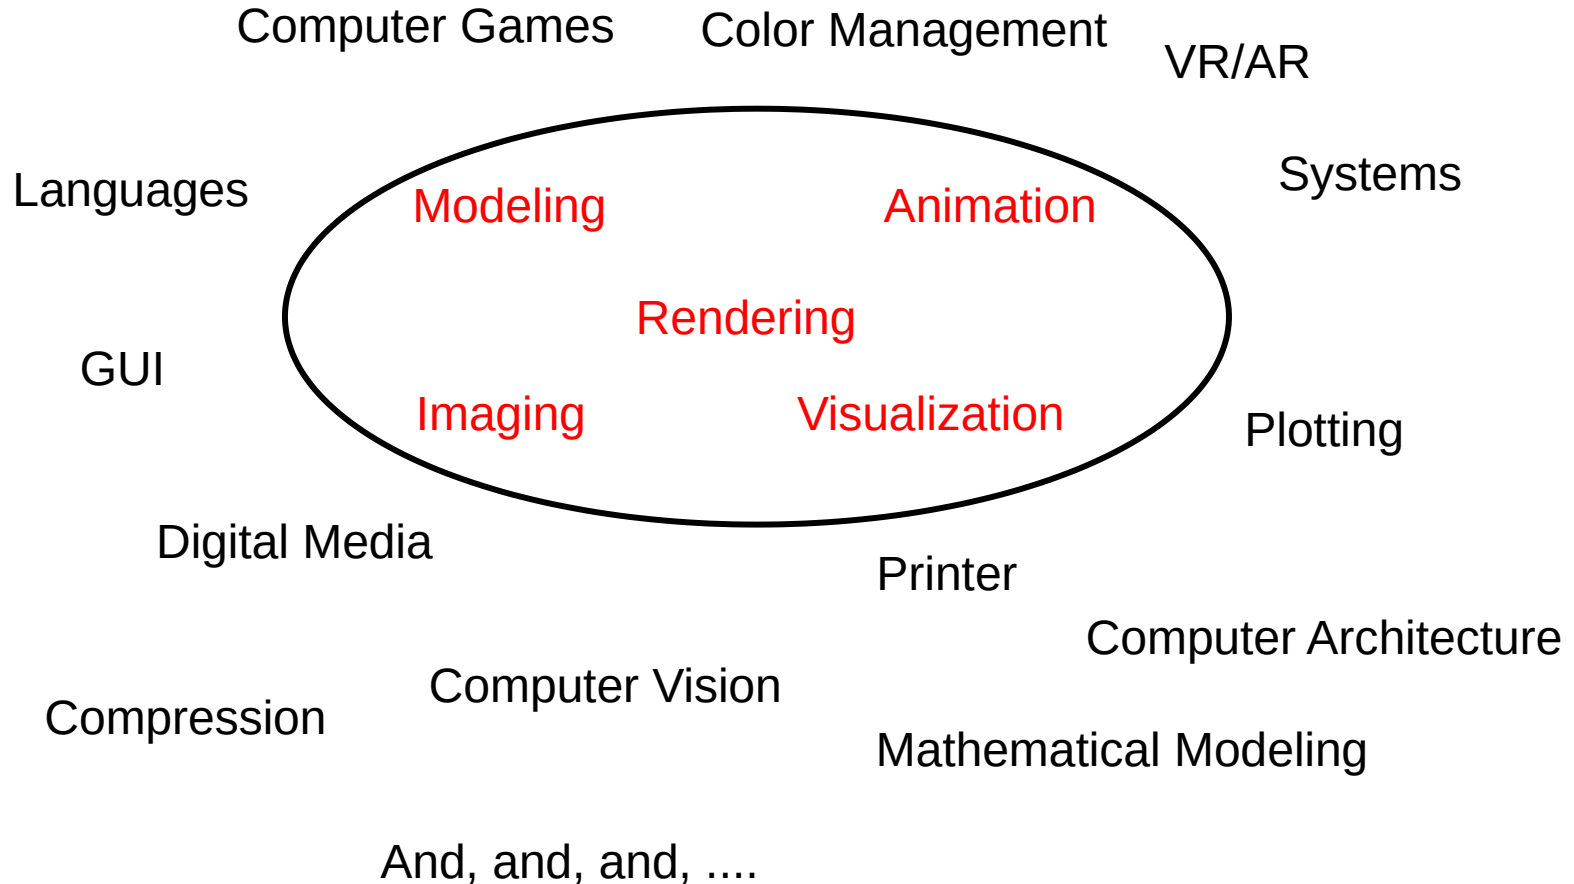 Computer Games
Color Management
VR/AR
Systems
Languages
Modeling
Animation
Rendering
GUI
Imaging
Visualization
Plotting
Digital Media
Printer
Computer Architecture
Computer Vision
Compression
Mathematical Modeling
And, and, and, ....